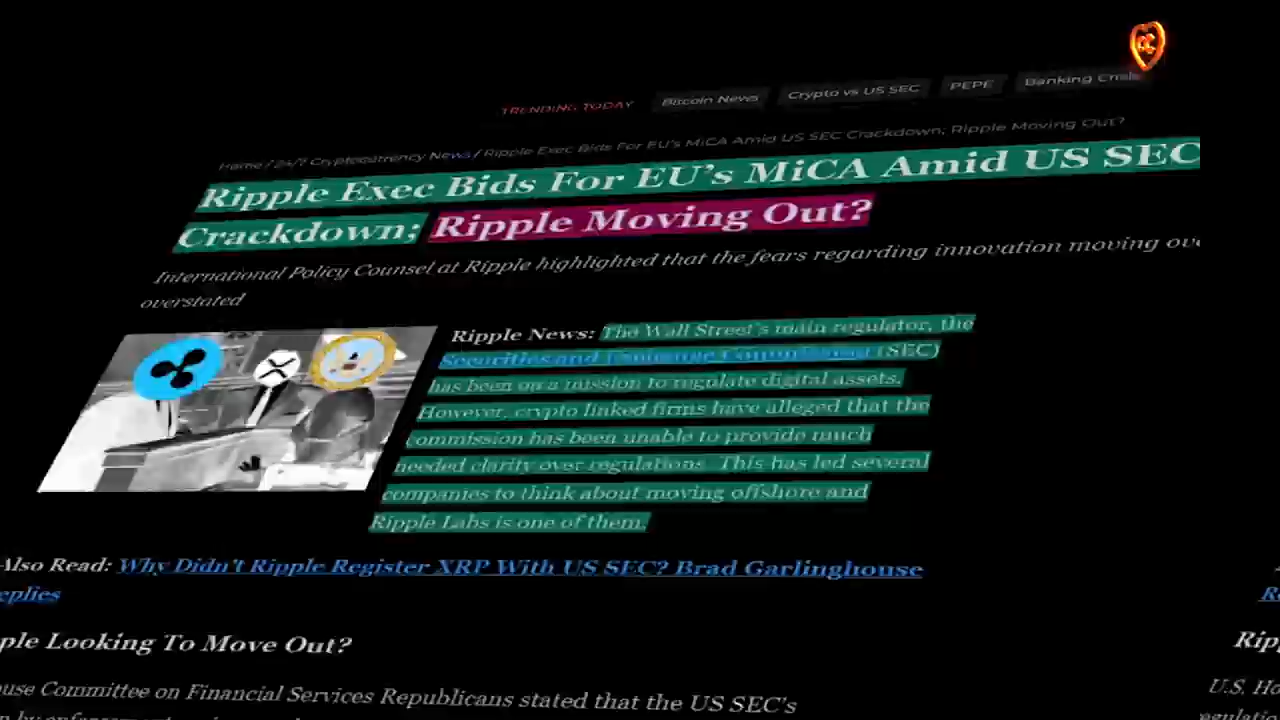 TRENDING TODAY Bitcoin News Crypto vs US SEC PEPE Banking Crisis
Home / 24/7 Cryptocurrency News / Ripple Exec Bids For EU's MiCA Amid US SEC Crackdown; Ripple Moving Out?
Ripple Exec Bids For EU's MiCA Amid US SEC
Crackdown; Ripple Moving Out?
International Policy Counsel at Ripple highlighted that the fears regarding innovation moving
overstated
Ripple News: The Wall Street's main regulator, the
Securities and Exchange Commission (SEC)
has been on a mission to regulate digital assets.
However, crypto linked firms have alleged that the
commission has been unable to provide much
needed clarity over regulations. This has led several
companies to think about moving offshore and
Ripple Labs is one of them.
Also Read: Why Didn't Ripple Register XRP With US SEC? Brad Garlinghouse
eplies
ple Looking To Move Out?
use Committee on Financial Services Republicans stated that the US SEC's
Rip
U.S. Ho